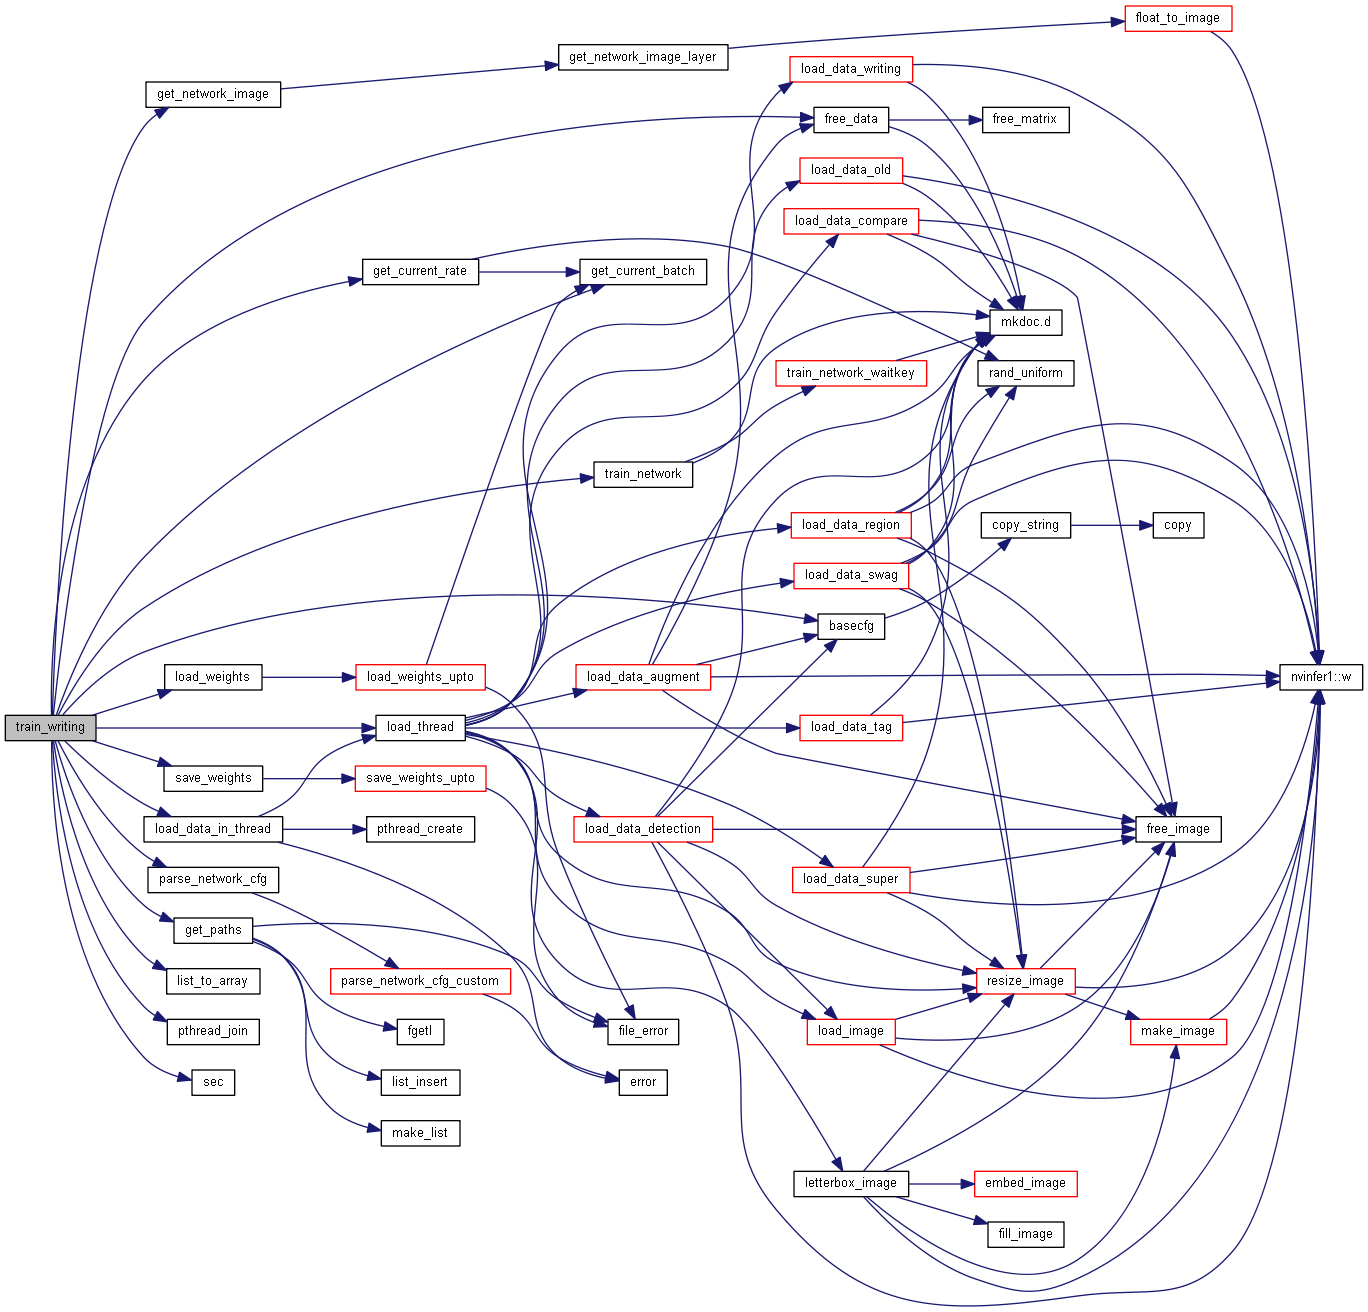 float_to_image
get_network_image_layer
load_data_writing
get_network_image
free_data
free_matrix
load_data_old
load_data_compare
get_current_rate
get_current_batch
mkdoc.d
train_network_waitkey
rand_uniform
train_network
load_data_region
copy_string
copy
load_data_swag
basecfg
load_weights
load_weights_upto
load_data_augment
nvinfer1::w
train_writing
load_thread
load_data_tag
save_weights
save_weights_upto
load_data_in_thread
pthread_create
load_data_detection
free_image
parse_network_cfg
load_data_super
get_paths
list_to_array
parse_network_cfg_custom
resize_image
pthread_join
fgetl
file_error
load_image
make_image
sec
list_insert
error
make_list
letterbox_image
embed_image
fill_image